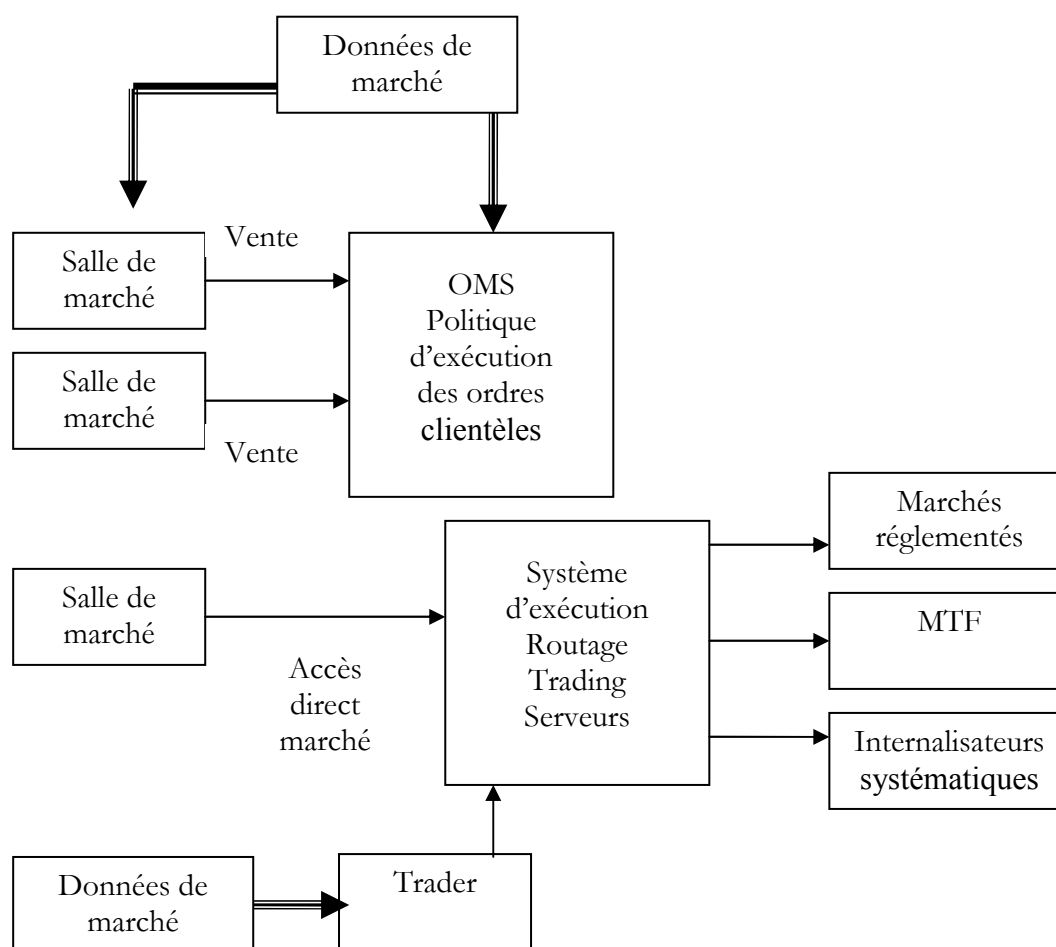 Données de
marché
Vente
Salle de
marché
OMS
Politique
d'exécution
des ordres
clientèles
Salle de
marché
Vente
Marchés
réglementés
Système
d'exécution
Routage
Trading
Serveurs
Salle de
marché
MTF
Accès
direct
marché
Internalisateurs
systématiques
Données de
marché
Trader